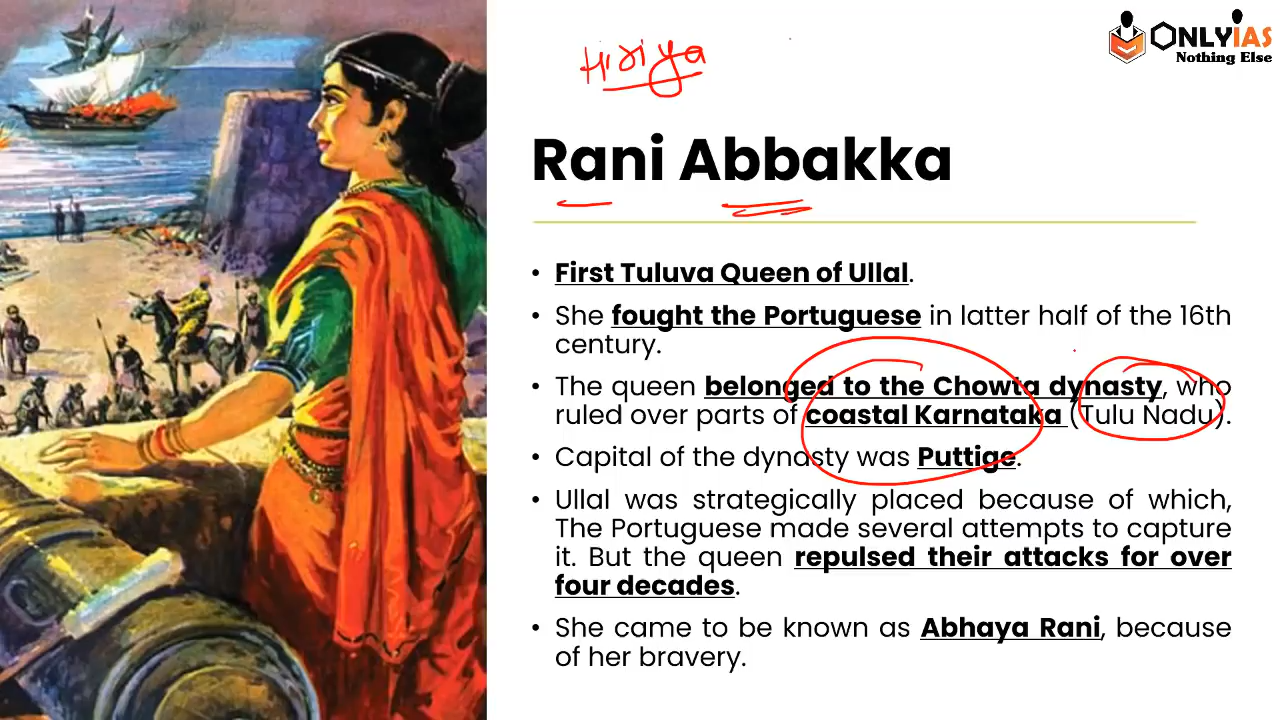 ONLYIAS
Nothing Else
Hiriya
Rani Abbakka
• First Tuluva Queen of Ullal.
• She fought the Portuguese in latter half of the 16th
century.
• The queen belonged to the Chowta dynasty, who
ruled over parts of coastal Karnataka (Tulu Nadu).
• Capital of the dynasty was Puttige.
• Ullal was strategically placed because of which,
The Portuguese made several attempts to capture
it. But the queen repulsed their attacks for over
four decades.
• She came to be known as Abhaya Rani, because
of her bravery.